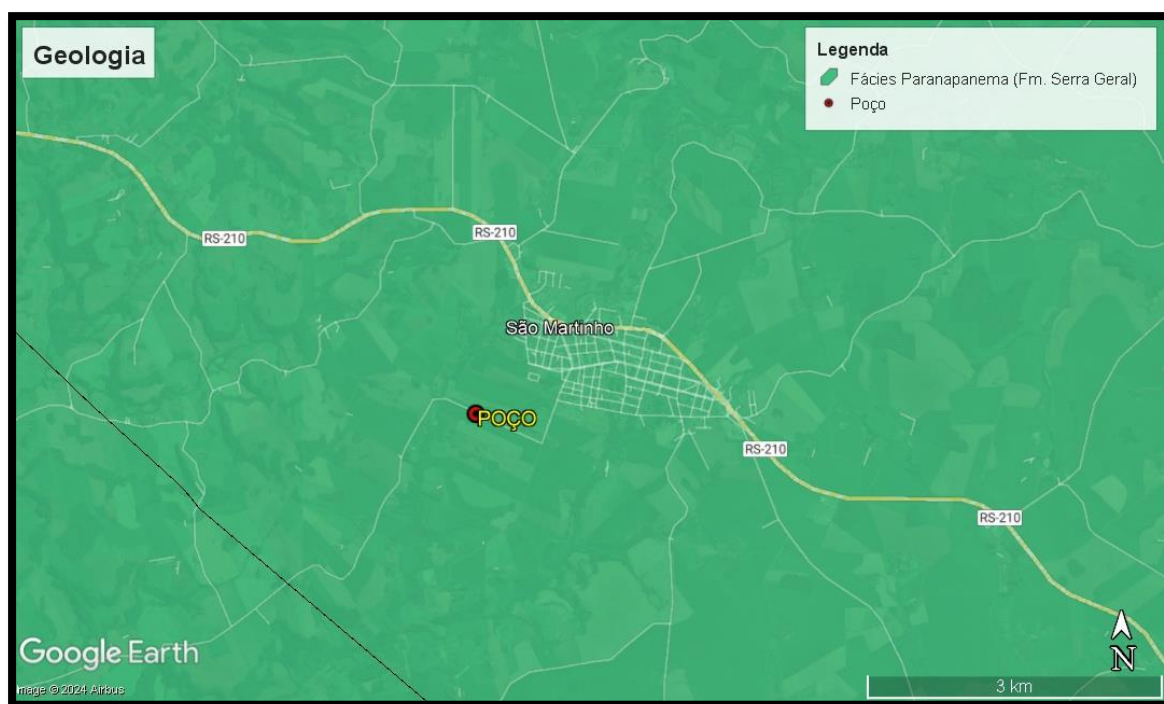 Geologia
Legenda
Fácies Paranapanema (Fm. Serra Geral)
Poço
RS-210
RS-210
São Martinho
POÇO
RS-210
RS-210
Google Earth
N
Image © 2024 Airbus
3 km